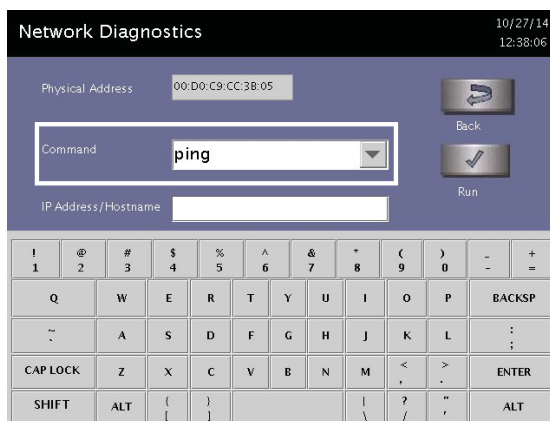 Network Diagnostics
10/27/14
12:38:06
Physical Address 00:D0:C9:CC:3B:05
Back
Command ping
Run
IP Address/Hostname
! @ # $ % ^ & * ( ) _ +
1 2 3 4 5 6 7 8 9 0 - =
Q W E R T Y U I O P BACKSP
~ A S D F G H J K L :
` ;
CAP LOCK Z X C V B N M < > ENTER
, .
SHIFT ALT { } | ? " ALT
[ ] \ / '